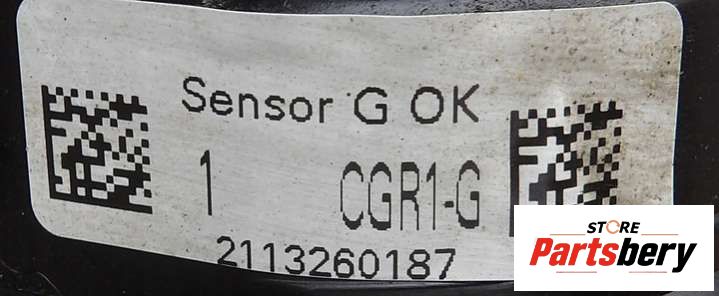 Sensor G OK
1 CGR1-G
2113260187
STORE
Partsbery